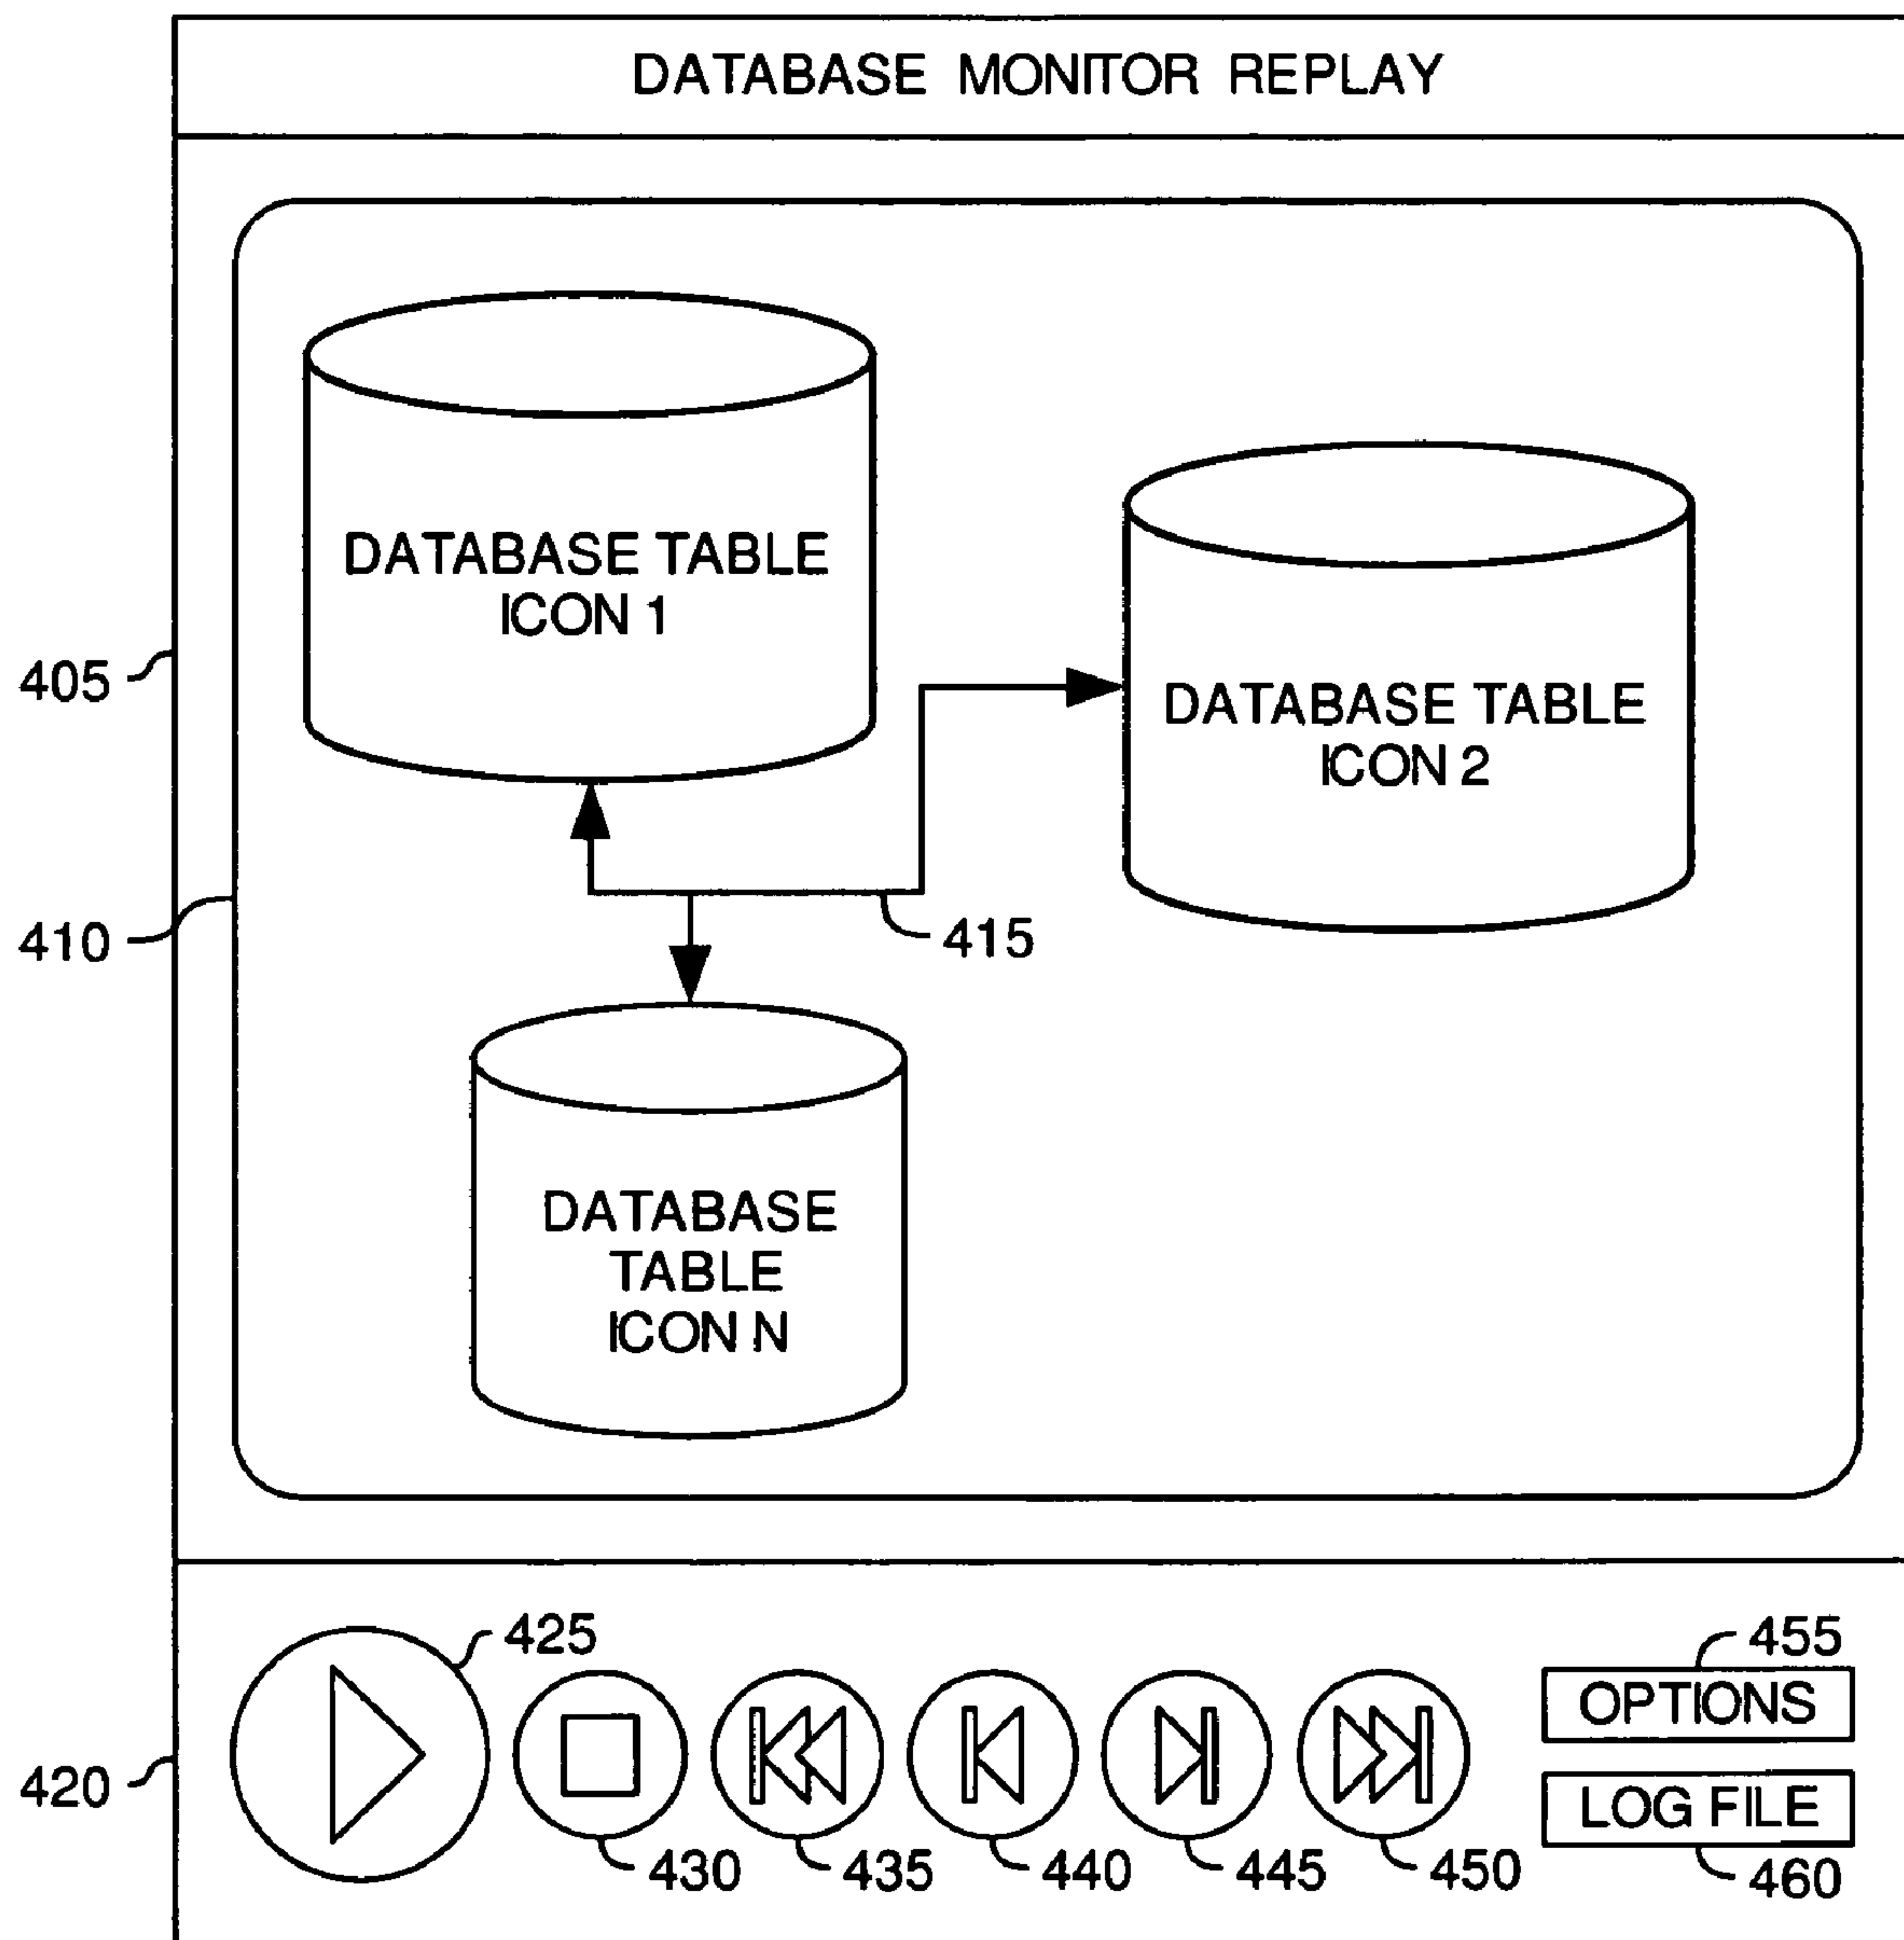 DATABASE MONITOR REPLAY
DATABASE TABLE
ICON 1
405
DATABASE TABLE
ICON 2
410
415
DATABASE
TABLE
ICON N
425
455
OPTIONS
420
LOG FILE
430
435
440
445
450
460